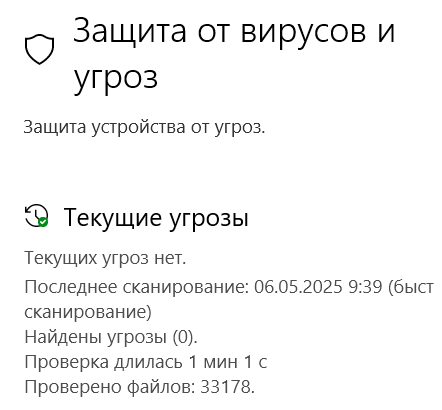 Защита от вирусов и
угроз
Защита устройства от угроз.
Текущие угрозы
Текущих угроз нет.
Последнее сканирование: 06.05.2025 9:39 (быст
сканирование)
Найдены угрозы (0).
Проверка длилась 1 мин 1 с
Проверено файлов: 33178.